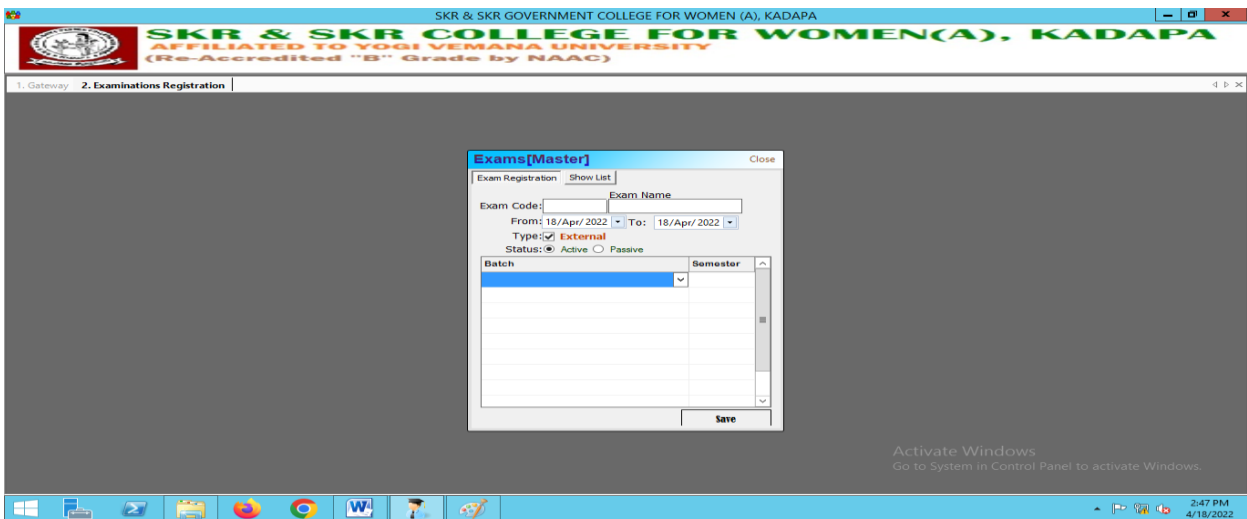 SKR & SKR GOVERNMENT COLLEGE FOR WOMEN (A), KADAPA
SKR & SKR COLLEGE FOR WOMEN(A), KADAPA
AFFILIATED TO YOGI VEMANA UNIVERSITY
(Re-Accredited "B" Grade by NAAC)
1. Gateway 2. Examinations Registration
Exams[Master] Close
Exam Registration Show List
Exam Name
Exam Code:
From: 18/Apr/2022 To: 18/Apr/2022
Type: External
Status: Active Passive
Batch Semester
Save
Activate Windows
Go to System in Control Panel to activate Windows.
2:47 PM
4/18/2022